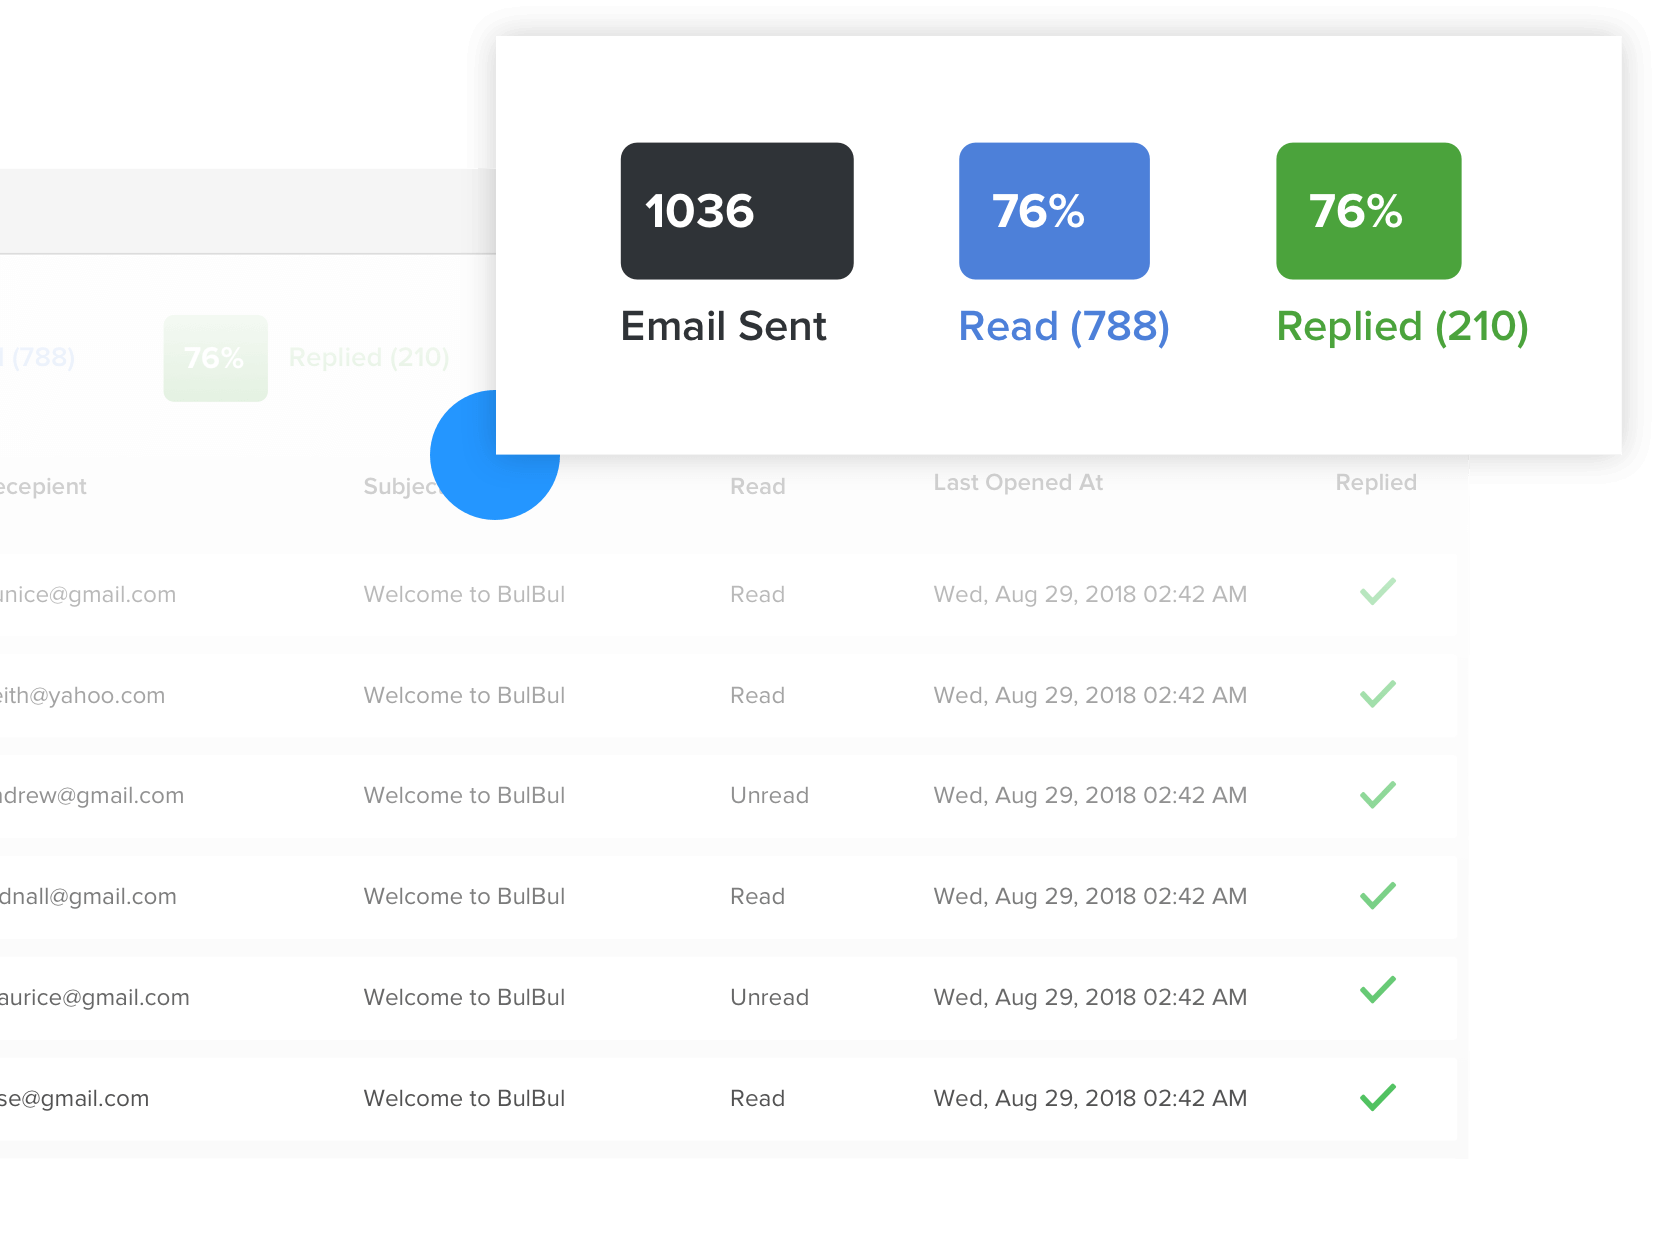 1036 76% 76%
Email Sent Read (788) Replied (210)
(788) 76% Replied (210)
Last Opened At Replied
ecepient Subjec Read
unice@gmail.com Welcome to BulBul Read Wed, Aug 29, 2018 02:42 AM
eith@yahoo.com Welcome to BulBul Read Wed, Aug 29, 2018 02:42 AM
ndrew@gmail.com Welcome to BulBul Unread Wed, Aug 29, 2018 02:42 AM
dnall@gmail.com Welcome to BulBul Read Wed, Aug 29, 2018 02:42 AM
aurice@gmail.com Welcome to BulBul Unread Wed, Aug 29, 2018 02:42 AM
se@gmail.com Welcome to BulBul Read Wed, Aug 29, 2018 02:42 AM